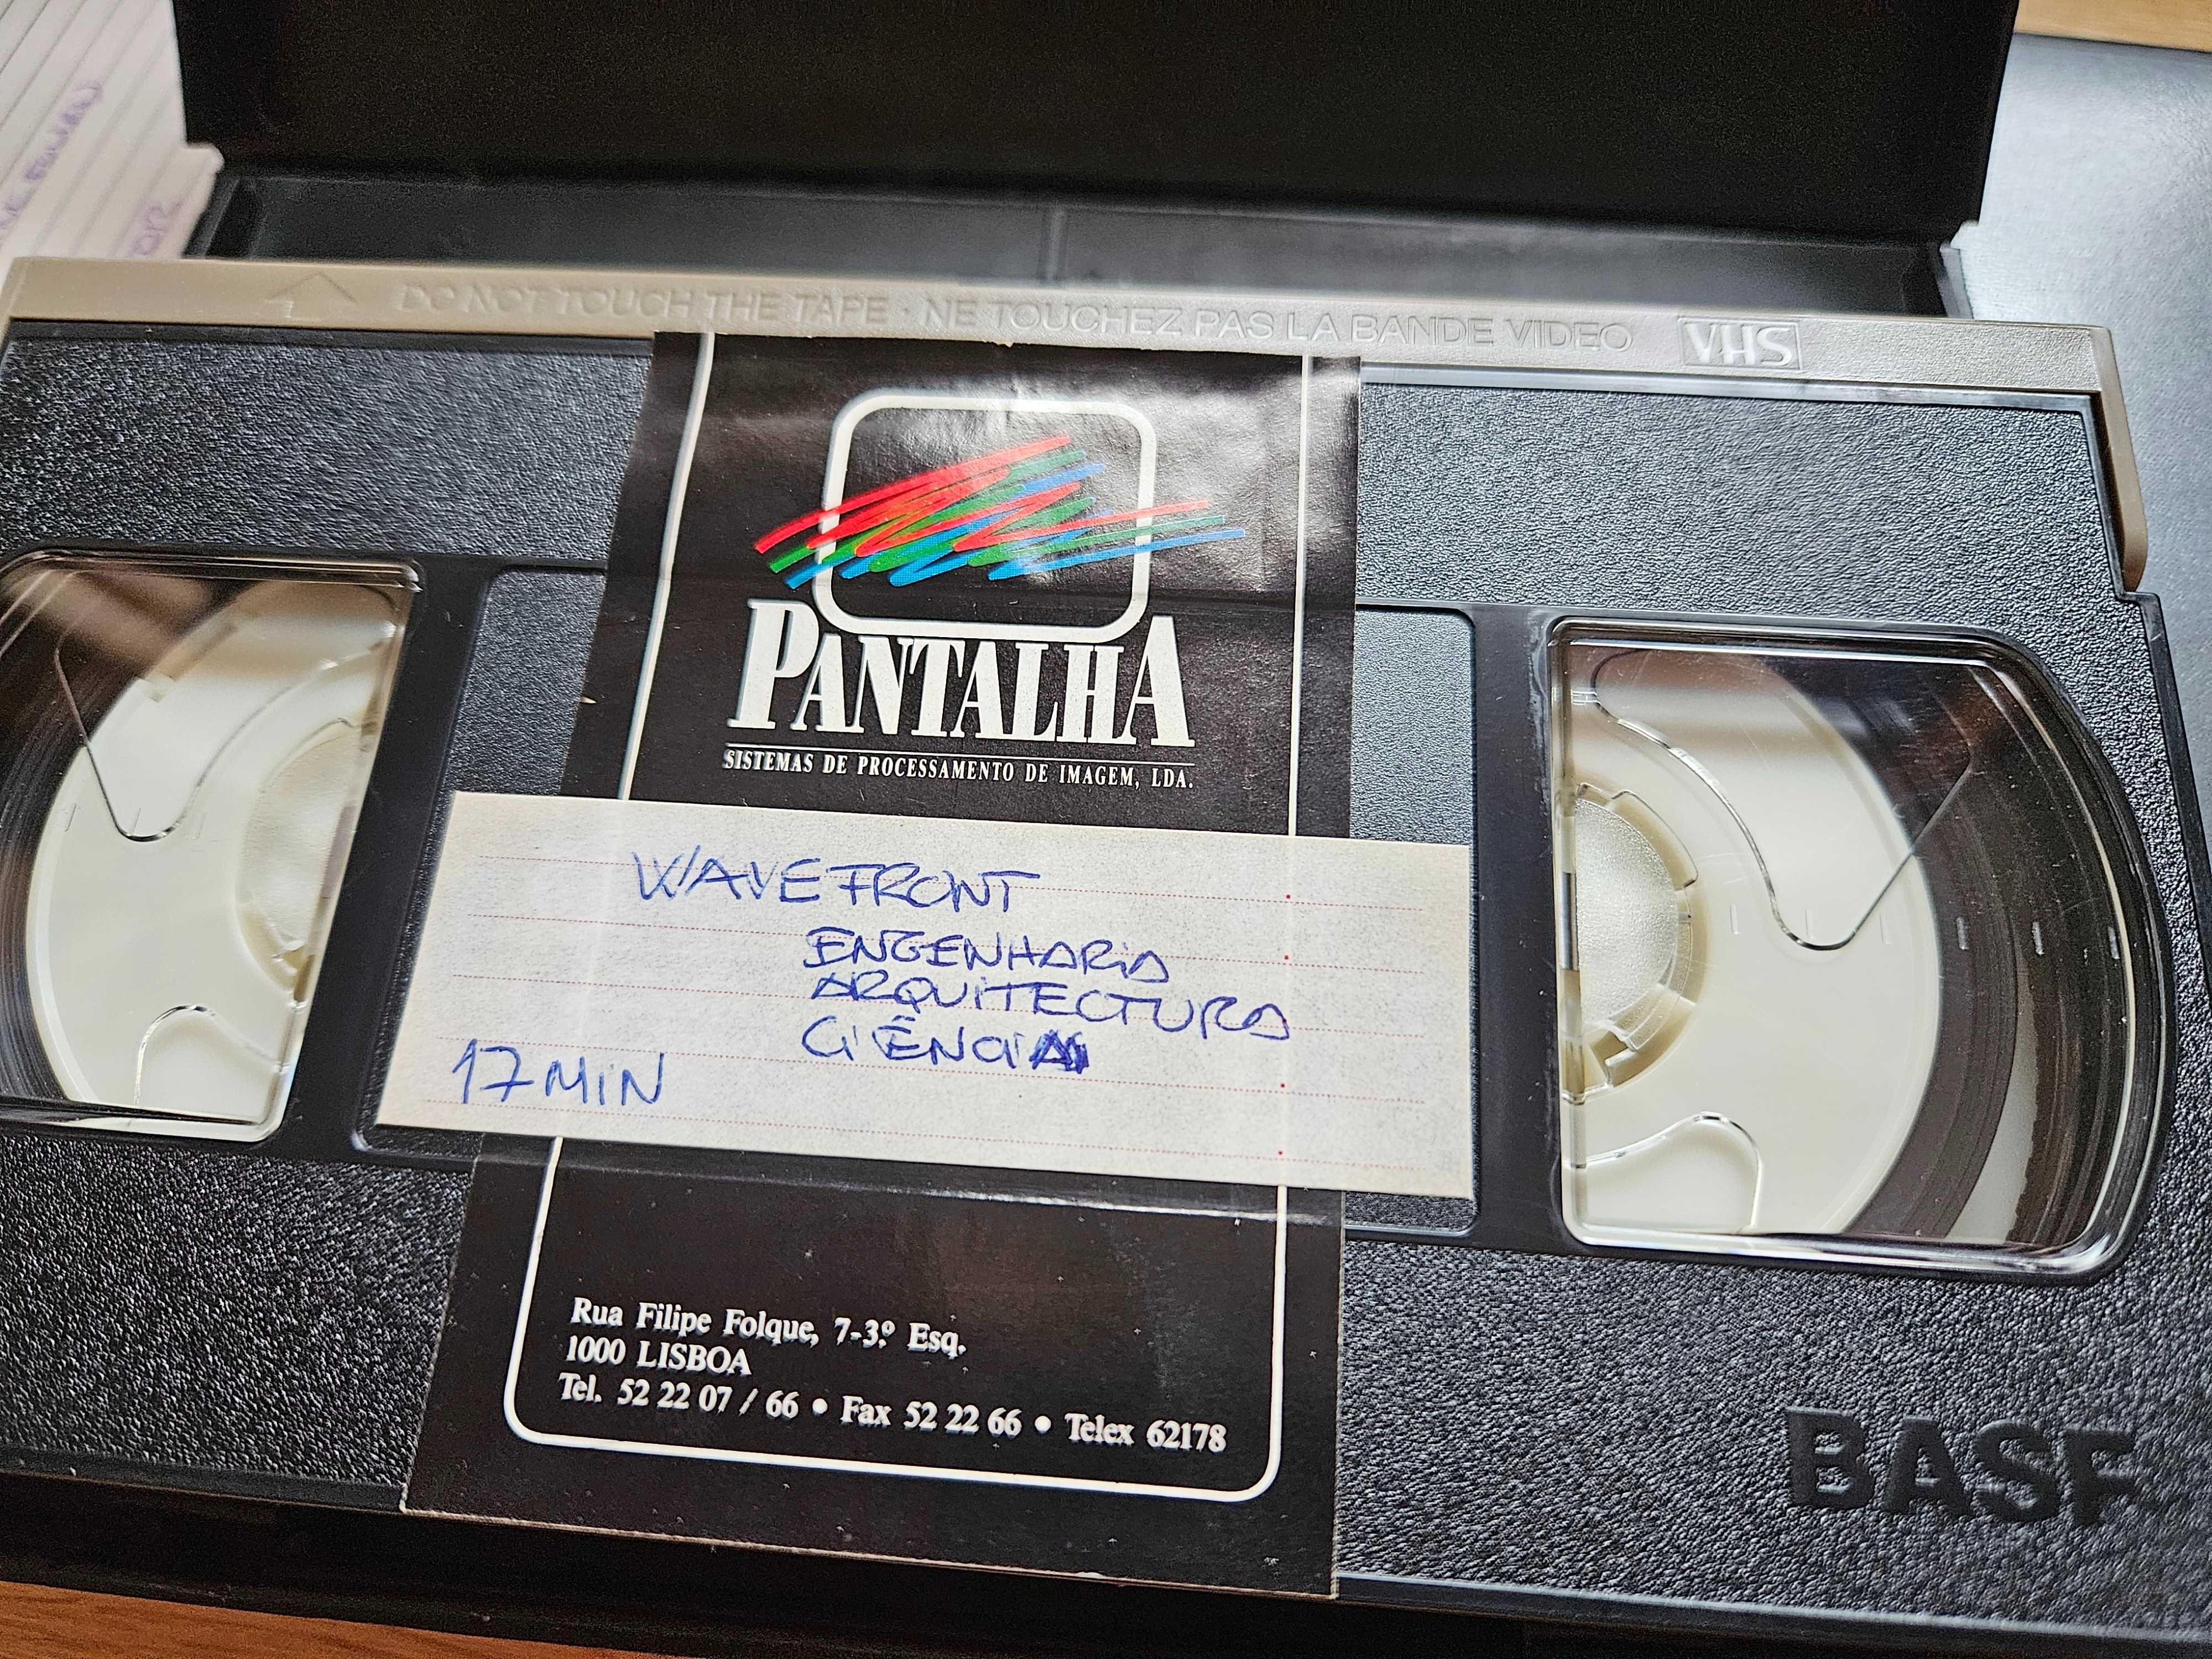 DO NOT TOUCH THE TAPE · NE TOUCHEZ PAS LA BANDE VIDEO VHS
PANTALHA
SISTEMAS DE PROCESSAMENTO DE IMAGEM, LDA.
WAVEFRONT
ENGENHARIA
ARQUITECTURA
CIÊNCIA
17 MIN
Rua Filipe Folque, 7-3º Esq.
1000 LISBOA
Tel. 52 22 07 / 66 • Fax 52 22 66 • Telex 62178
BASF